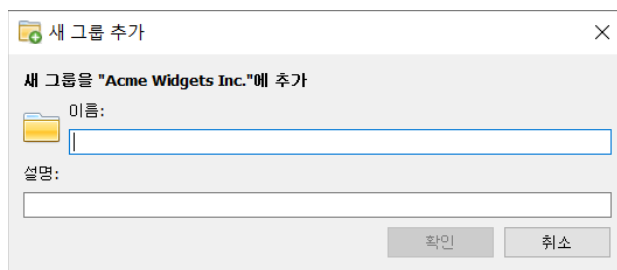 새 그룹 추가
새 그룹을 "Acme Widgets Inc."에 추가
이름:
설명:
확인
취소